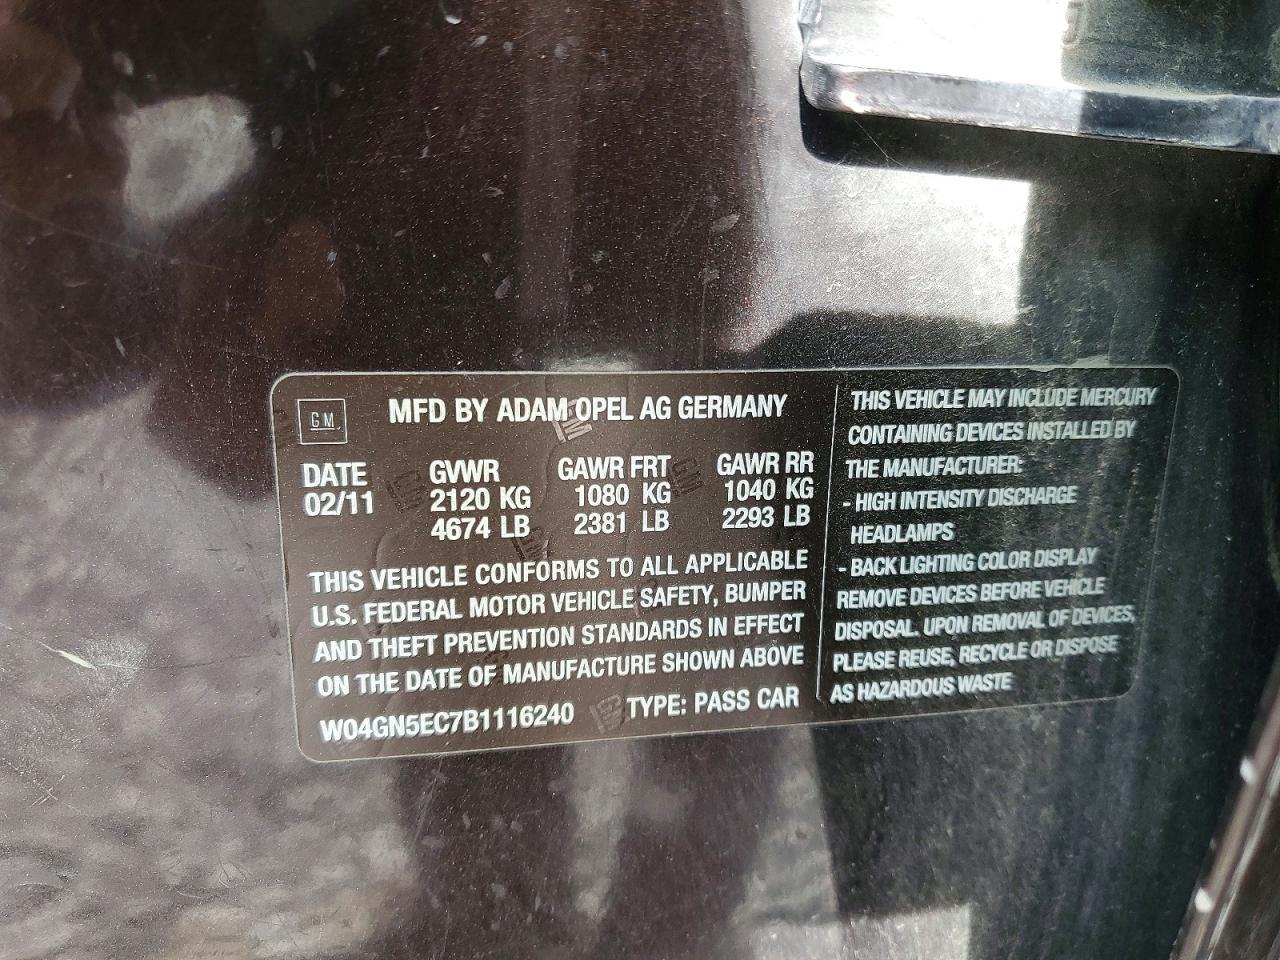 GM
MFD BY ADAM OPEL AG GERMANY
DATE GVWR GAWR FRT GAWR RR
02/11 2120 KG 1080 KG 1040 KG
4674 LB 2381 LB 2293 LB
THIS VEHICLE CONFORMS TO ALL APPLICABLE
U.S. FEDERAL MOTOR VEHICLE SAFETY, BUMPER
AND THEFT PREVENTION STANDARDS IN EFFECT
ON THE DATE OF MANUFACTURE SHOWN ABOVE
W04GN5EC7B1116240 TYPE: PASS CAR
THIS VEHICLE MAY INCLUDE MERCURY
CONTAINING DEVICES INSTALLED BY
THE MANUFACTURER:
- HIGH INTENSITY DISCHARGE
HEADLAMPS
- BACK LIGHTING COLOR DISPLAY
REMOVE DEVICES BEFORE VEHICLE
DISPOSAL. UPON REMOVAL OF DEVICES,
PLEASE REUSE, RECYCLE OR DISPOSE
AS HAZARDOUS WASTE